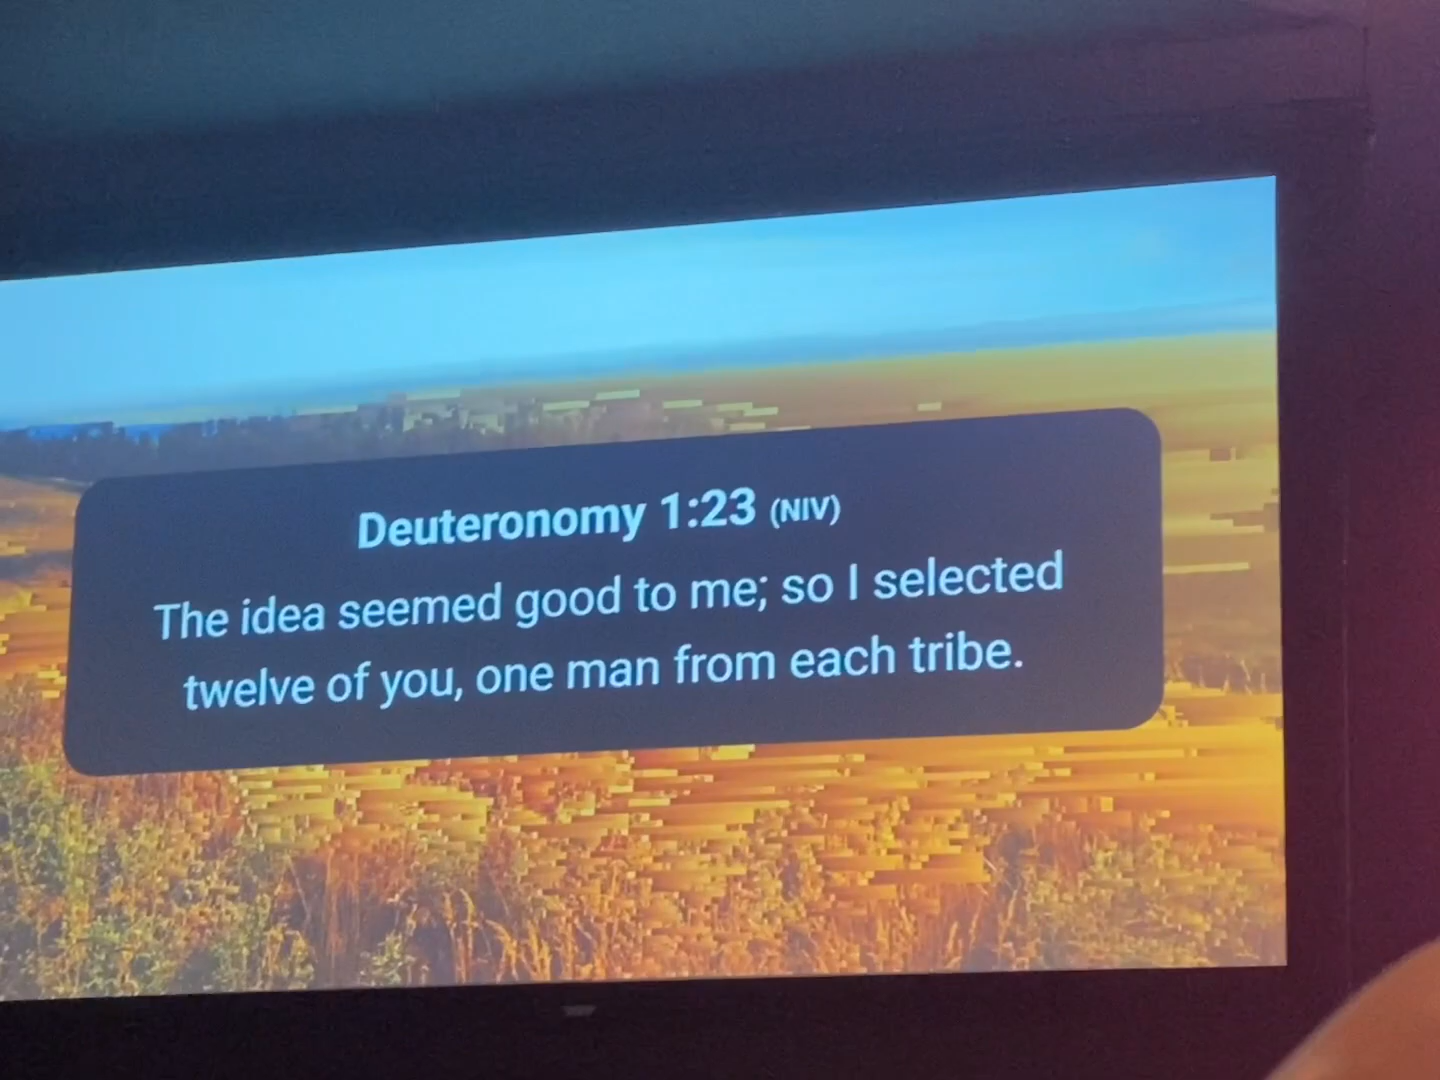 Deuteronomy 1:23 (NIV)
The idea seemed good to me; so I selected
twelve of you, one man from each tribe.